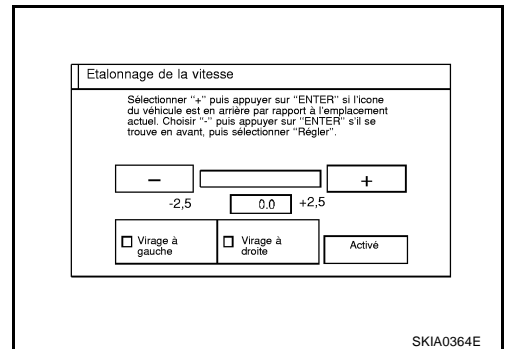 Etalonnage de la vitesse
Sélectionner "+" puis appuyer sur "ENTER" si l'icone
du véhicule est en arrière par rapport à l'emplacement
actuel. Choisir "-" puis appuyer sur "ENTER" s'il se
trouve en avant, puis sélectionner "Régler".
− +
-2,5 0.0 +2,5
Virage à
gauche
Virage à
droite
Activé
SKIA0364E